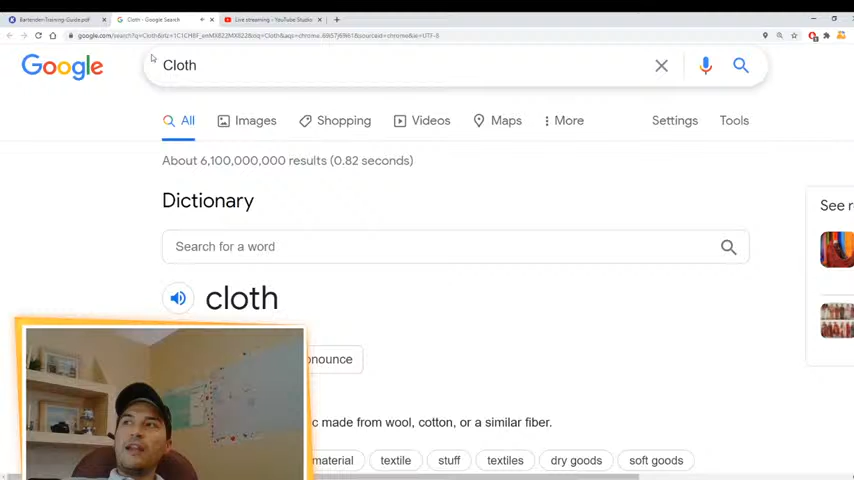 Bartender-Training-Guide.pdf
Cloth - Google Search
Live streaming - YouTube Studio
Google
Cloth
All
Images
Shopping
Videos
Maps
More
Settings
Tools
About 6,100,000,000 results (0.82 seconds)
Dictionary
See r
Search for a word
cloth
onounce
c made from wool, cotton, or a similar fiber.
material
textile
stuff
textiles
dry goods
soft goods